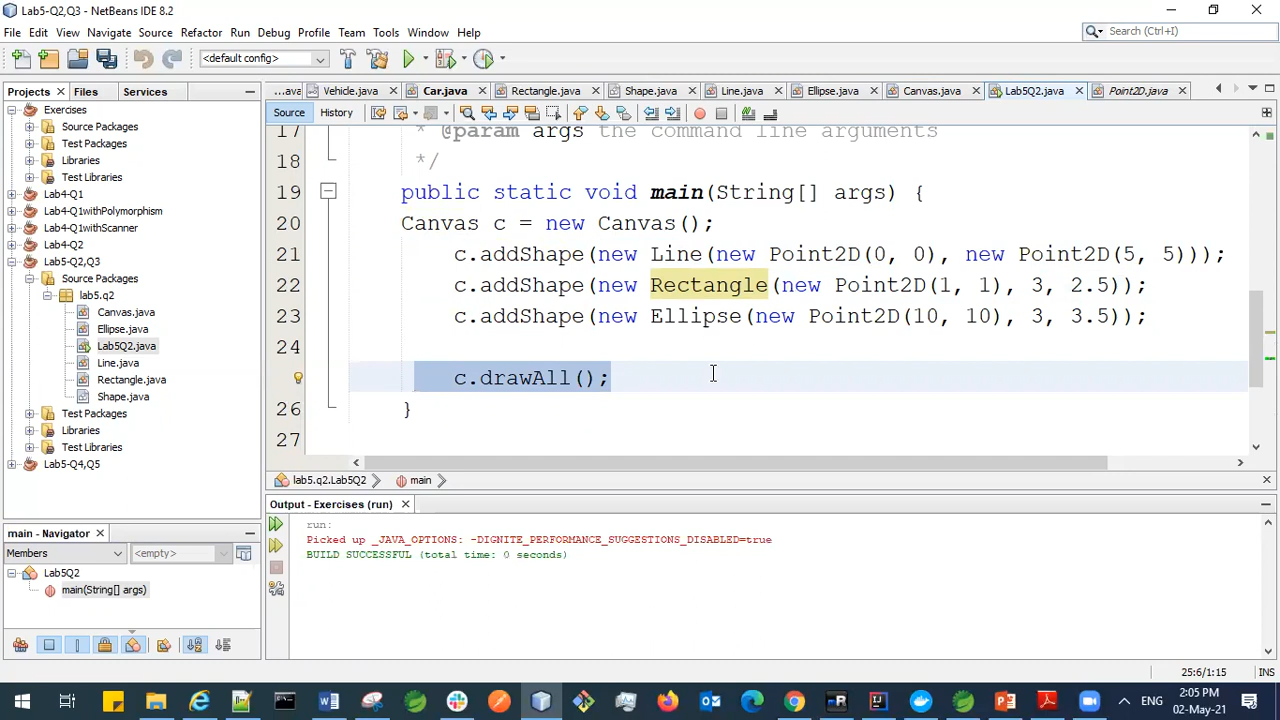 Lab5-Q2,Q3 - NetBeans IDE 8.2
File Edit View Navigate Source Refactor Run Debug Profile Team Tools Window Help
Search (Ctrl+I)
<default config>
Projects Files Services
...ava Vehicle.java Car.java Rectangle.java Shape.java Line.java Ellipse.java Canvas.java Lab5Q2.java Point2D.java
Source History
Exercises
Source Packages
Test Packages
Libraries
Test Libraries
Lab4-Q1
Lab4-Q1withPolymorphism
Lab4-Q1withScanner
Lab4-Q2
Lab5-Q2,Q3
Source Packages
lab5.q2
Canvas.java
Ellipse.java
Lab5Q2.java
Line.java
Rectangle.java
Shape.java
Test Packages
Libraries
Test Libraries
Lab5-Q4,Q5
17 * @param args the command line arguments
18 */
19 public static void main(String[] args) {
20 Canvas c = new Canvas();
21 c.addShape(new Line(new Point2D(0, 0), new Point2D(5, 5)));
22 c.addShape(new Rectangle(new Point2D(1, 1), 3, 2.5));
23 c.addShape(new Ellipse(new Point2D(10, 10), 3, 3.5));
24
c.drawAll();
26 }
27
lab5.q2.Lab5Q2 main
main - Navigator
Members <empty>
Lab5Q2
main(String[] args)
Output - Exercises (run)
run:
Picked up _JAVA_OPTIONS: -DIGNITE_PERFORMANCE_SUGGESTIONS_DISABLED=true
BUILD SUCCESSFUL (total time: 0 seconds)
25:6/1:15 INS
ENG
2:05 PM
02-May-21